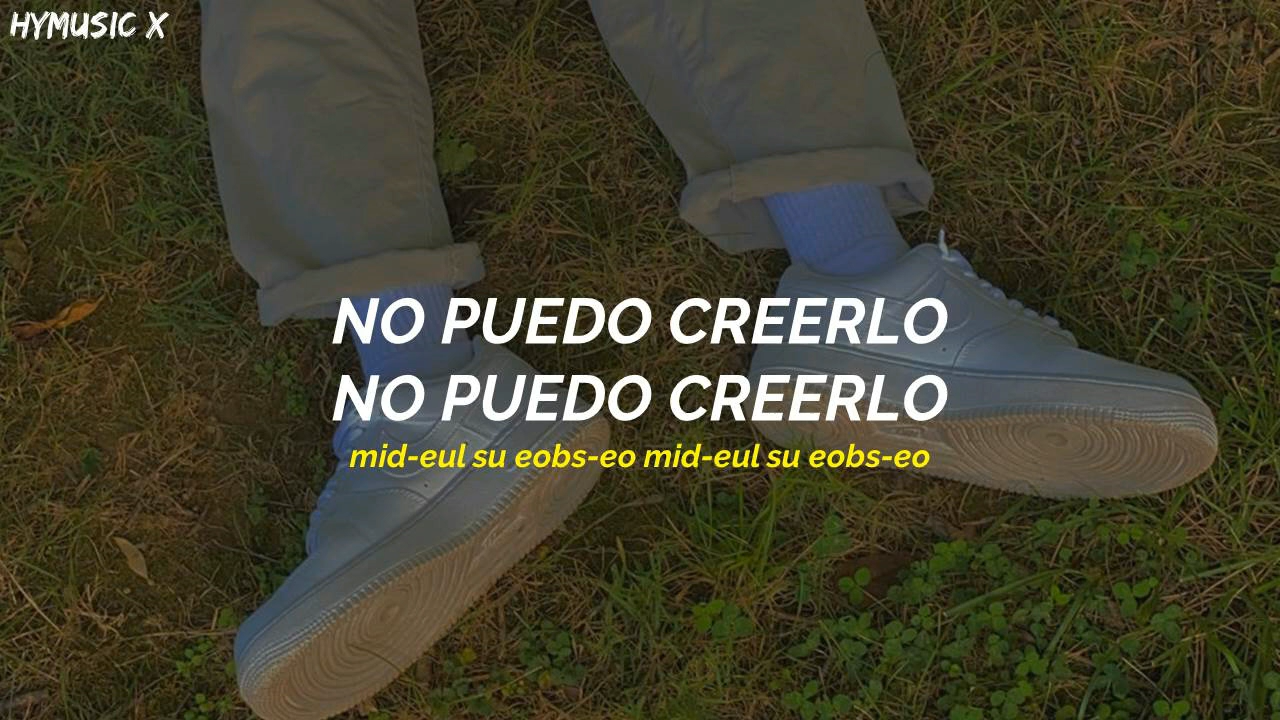 HYMUSIC X
NO PUEDO CREERLO
NO PUEDO CREERLO
mid-eul su eobs-eo mid-eul su eobs-eo